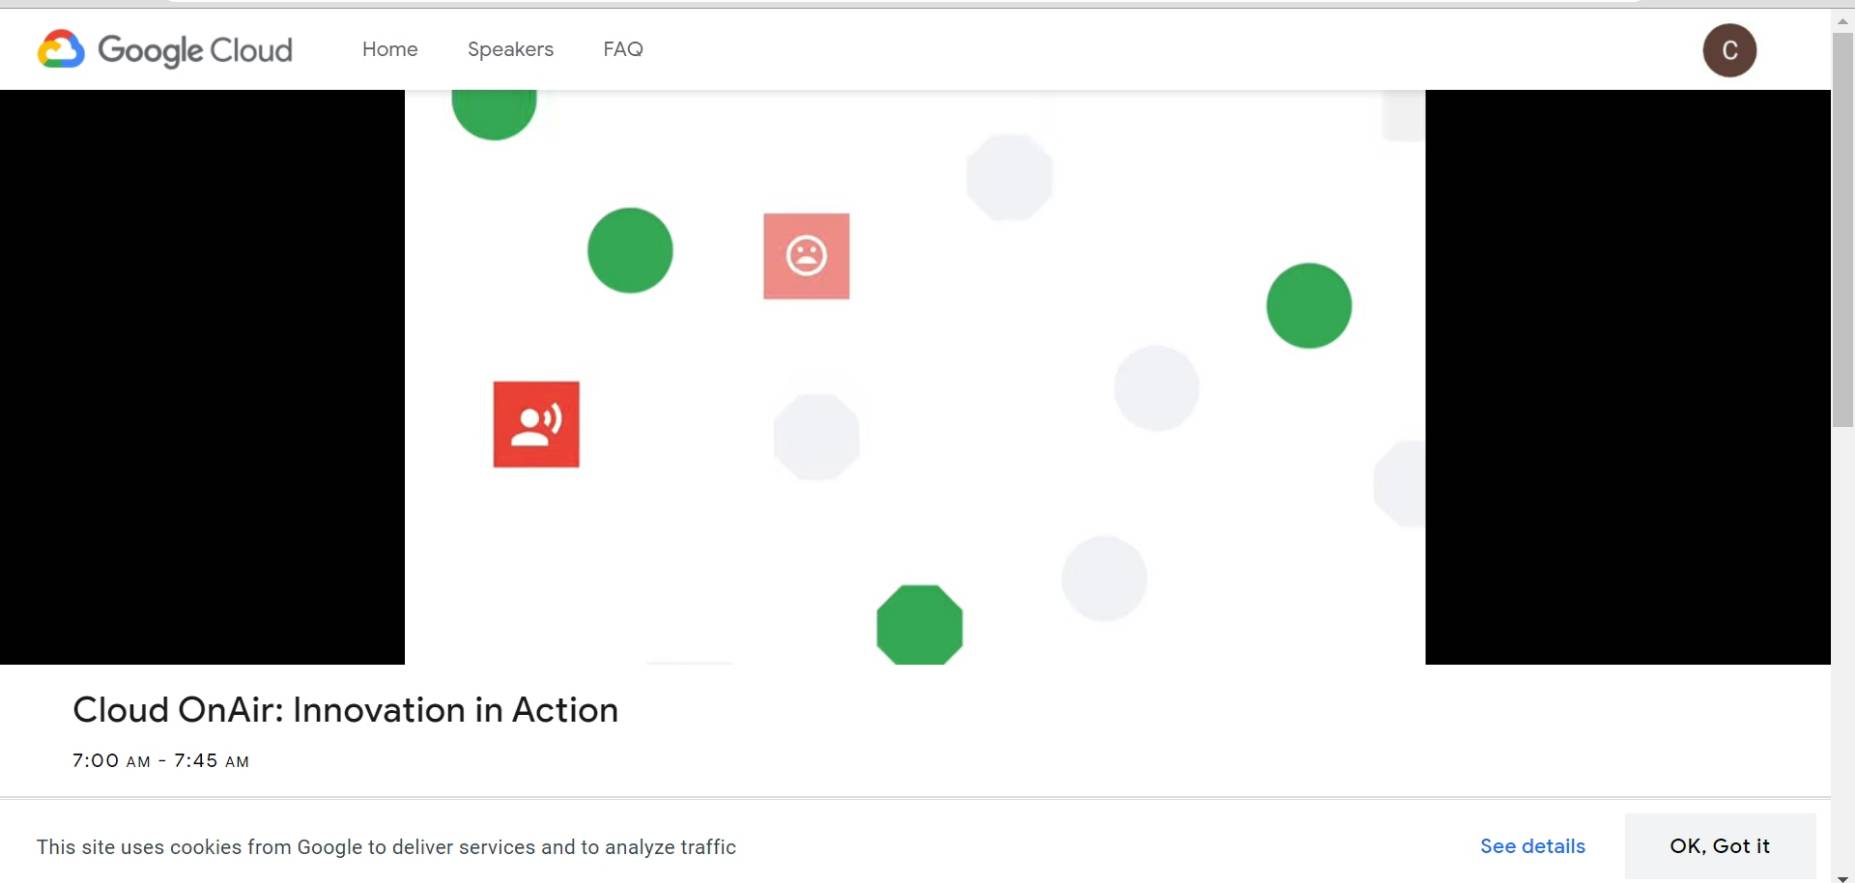 Google Cloud Home Speakers FAQ C
Cloud OnAir: Innovation in Action
7:00 AM - 7:45 AM
This site uses cookies from Google to deliver services and to analyze traffic See details OK, Got it